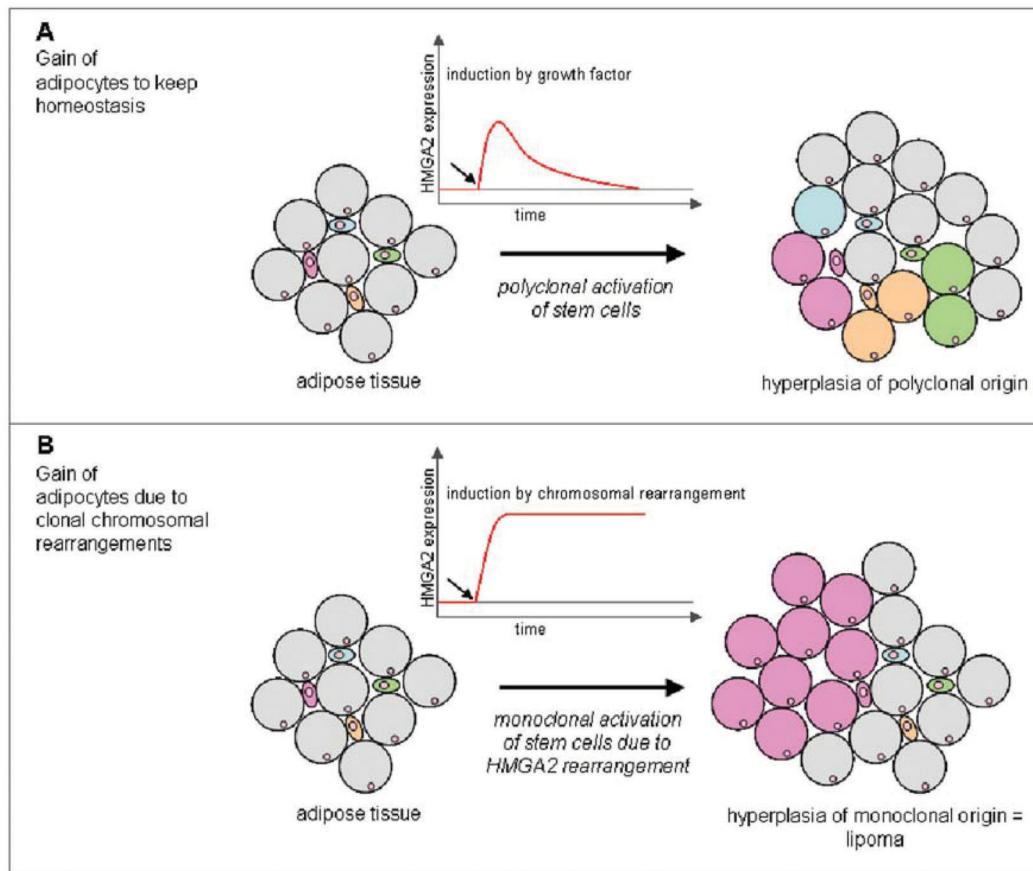 A
Gain of
adipocytes to keep
homeostasis
HMGA2 expression
induction by growth factor
time
polyclonal activation
of stem cells
adipose tissue
hyperplasia of polyclonal origin
B
Gain of
adipocytes due to
clonal chromosomal
rearrangements
HMGA2 expression
induction by chromosomal rearrangement
time
monoclonal activation
of stem cells due to
HMGA2 rearrangement
adipose tissue
hyperplasia of monoclonal origin =
lipoma